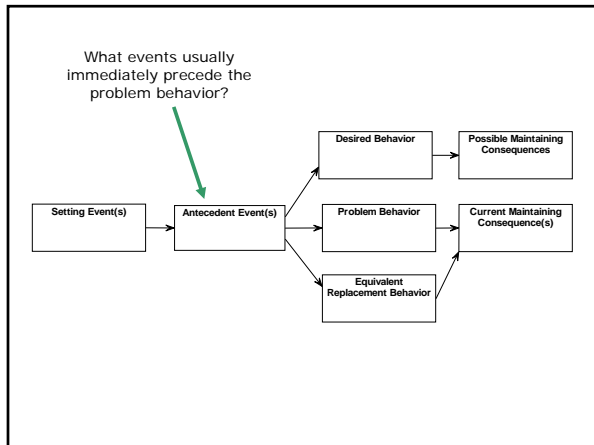 What events usually
immediately precede the
problem behavior?
Desired Behavior
Possible Maintaining
Consequences
Setting Event(s)
Antecedent Event(s)
Problem Behavior
Current Maintaining
Consequence(s)
Equivalent
Replacement Behavior